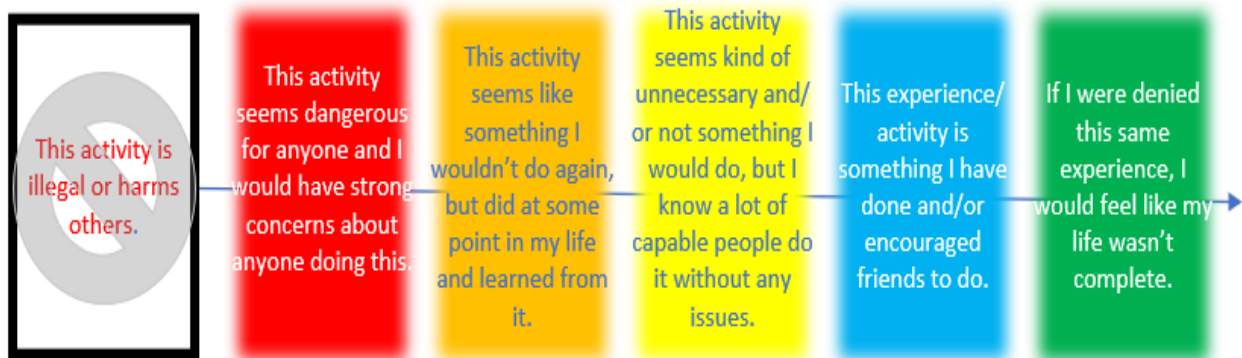 This activity is
illegal or harms
others.
This activity
seems dangerous
for anyone and I
would have strong
concerns about
anyone doing this.
This activity
seems like
something I
wouldn't do again,
but did at some
point in my life
and learned from
it.
This activity
seems kind of
unnecessary and/
or not something I
would do, but I
know a lot of
capable people do
it without any
issues.
This experience/
activity is
something I have
done and/or
encouraged
friends to do.
If I were denied
this same
experience, I
would feel like my
life wasn't
complete.